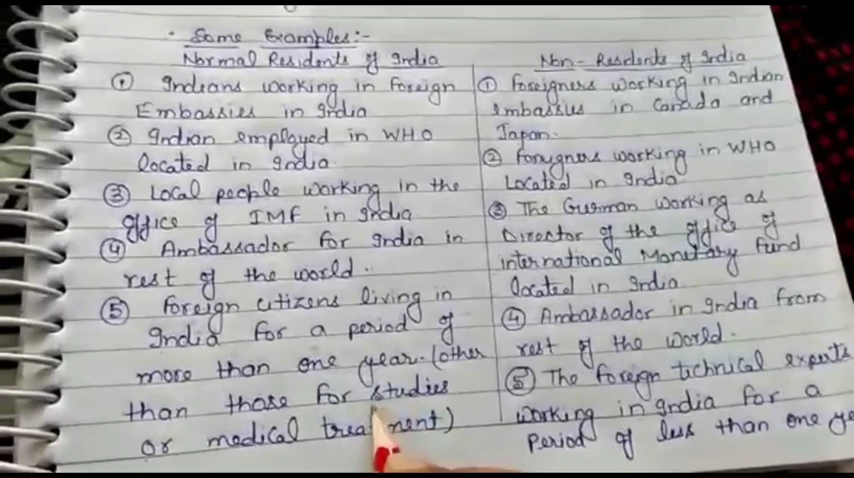 Some Examples:-
Normal Residents of India
① Indians working in Foreign
Embassies in India
② Indian employed in WHO
located in India.
③ Local people working in the
office of IMF in India
④ Ambassador for India in
rest of the world.
⑤ Foreign citizens living in
India for a period of
more than one year. (other
than those for studies
or medical treatment)
Non-Residents of India
① Foreigners working in Indian
embassies in Canada and
Japan.
② Foreigners working in WHO
Located in India
③ The German working as
Director of the office of
international Monetary Fund
located in India
④ Ambassador in India from
rest of the world.
⑤ The foreign technical experts
working in India for a
period of less than one ye